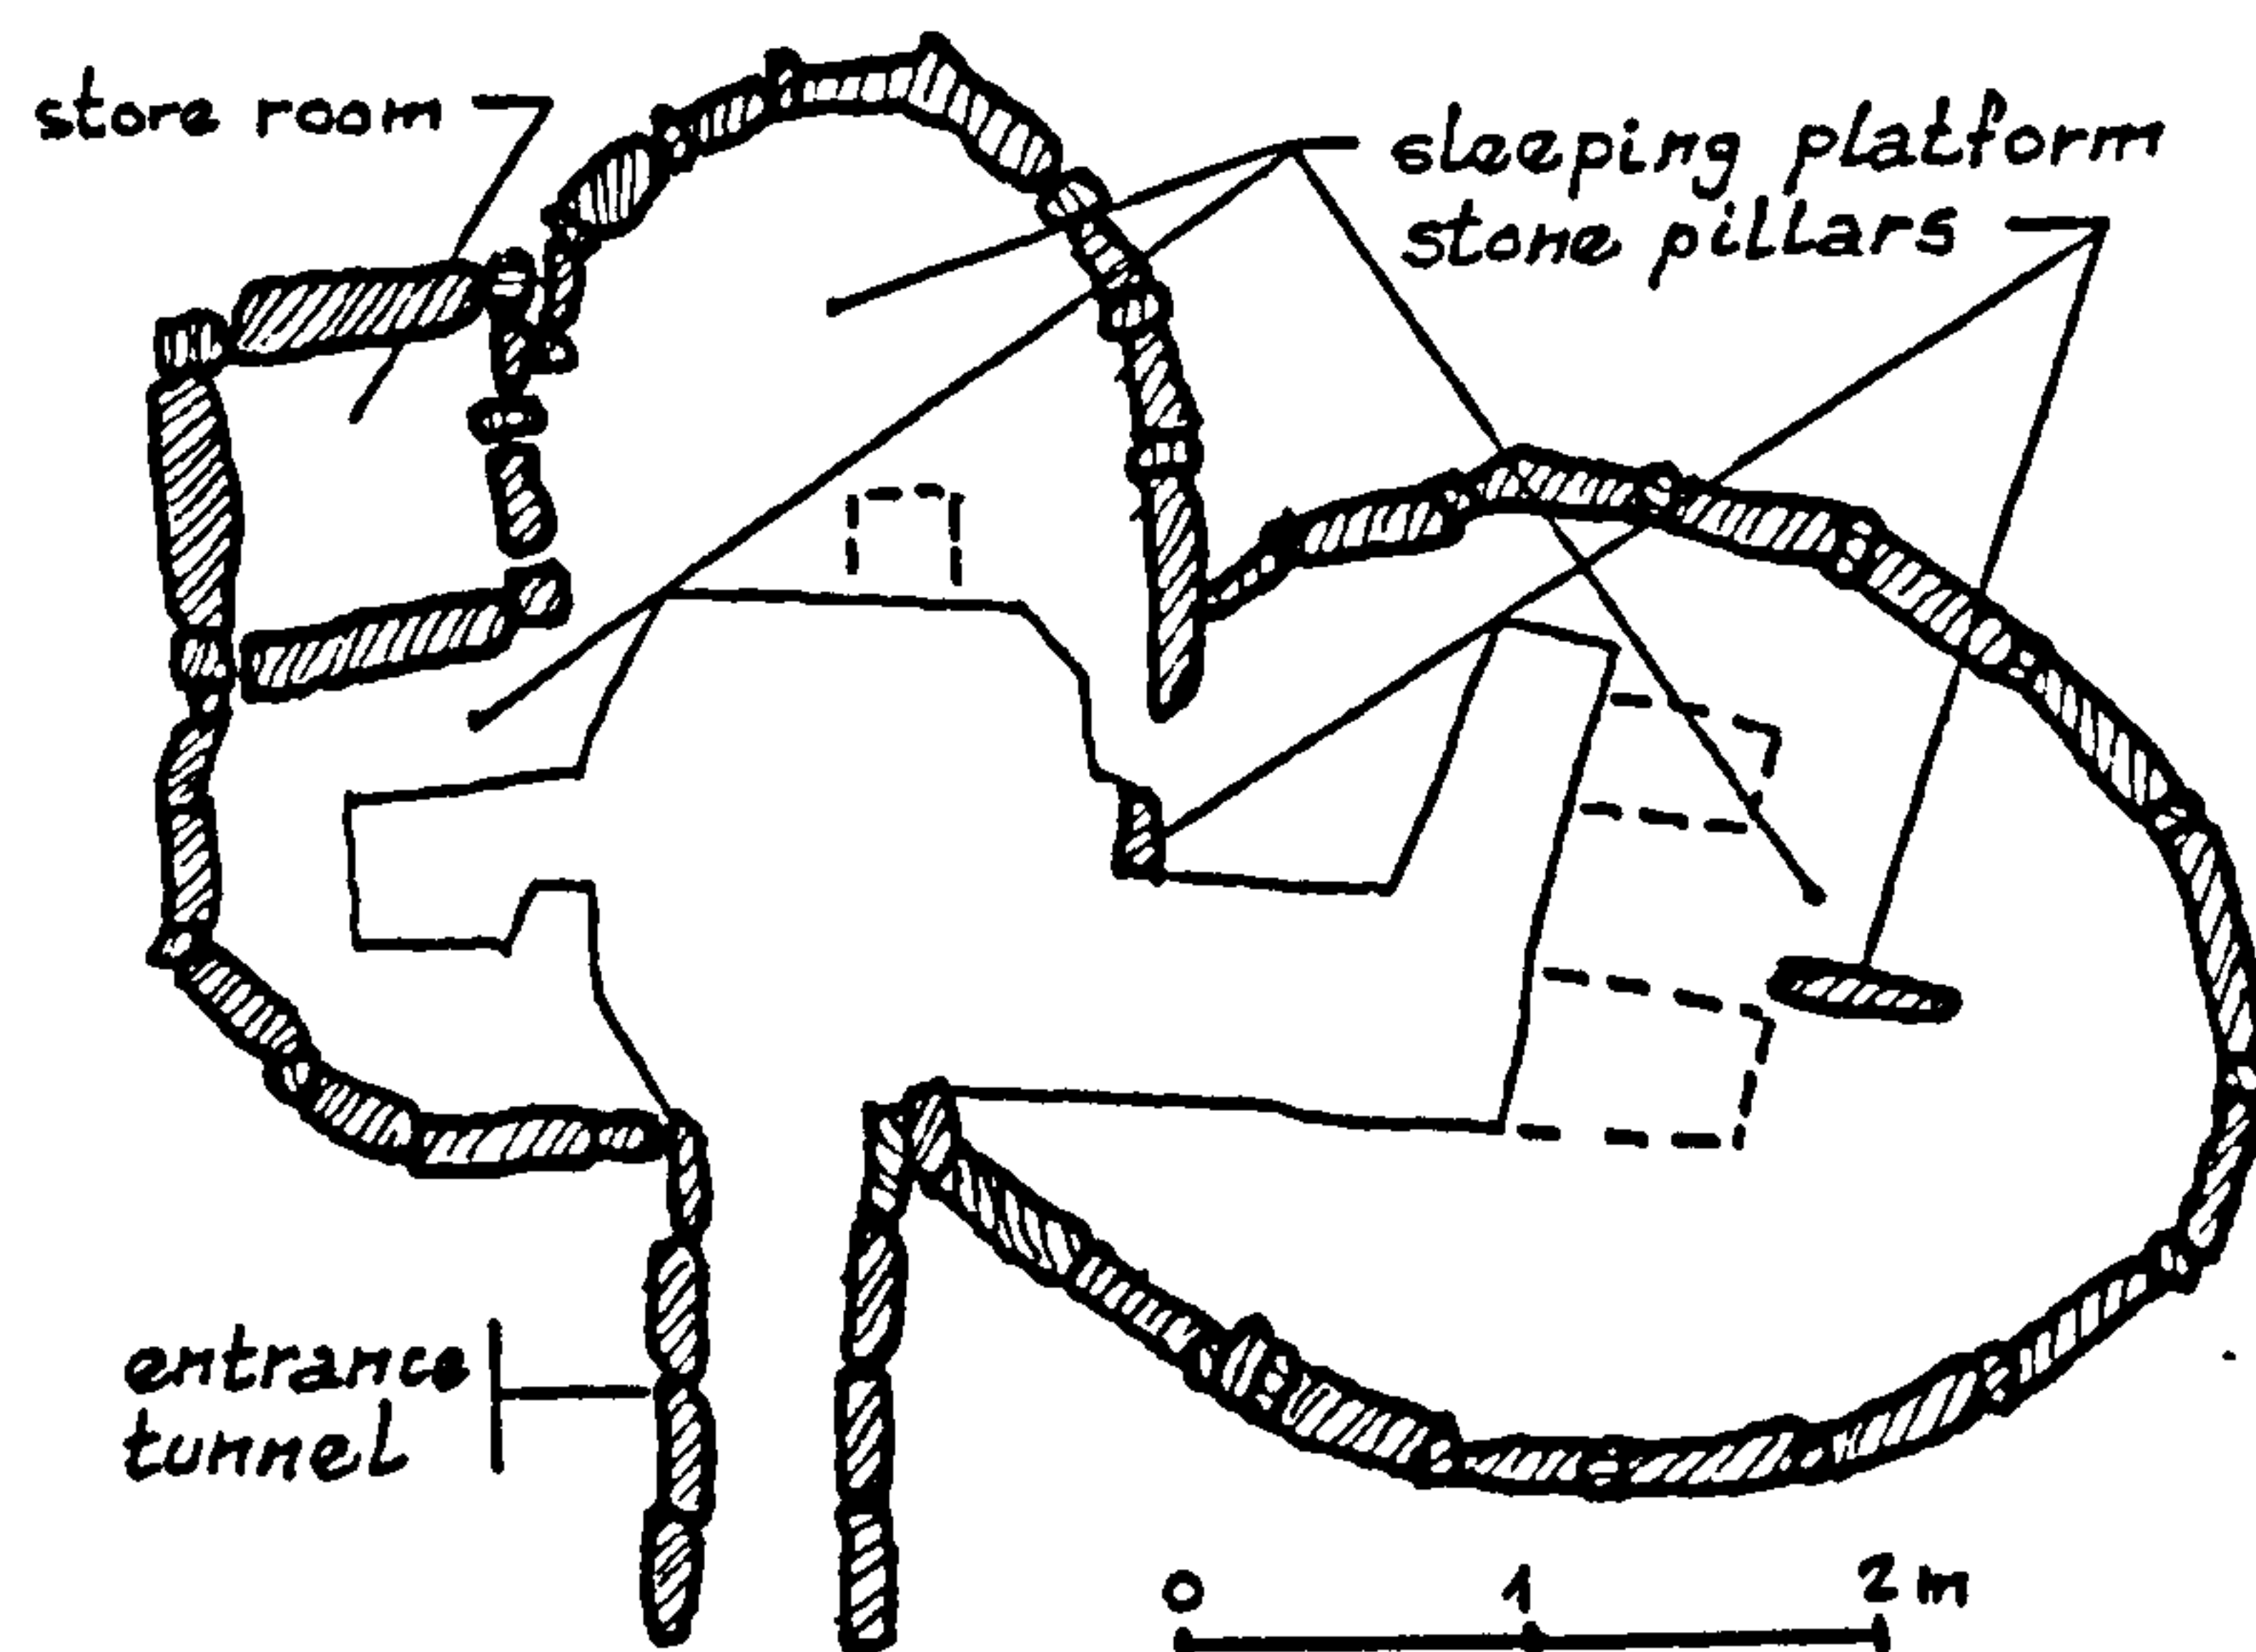 store room
sleeping platform
stone pillars
entrance
tunnel
0 1 2 m